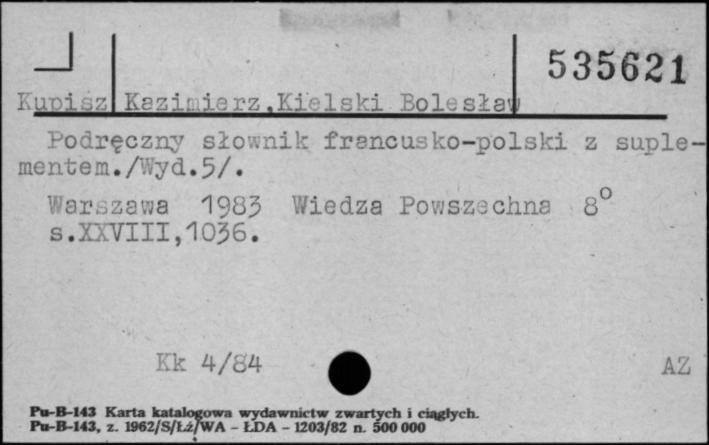 535621
Kupisz Kazimierz,Kielski Bolesław
Podręczny słownik francusko-polski z suple-
mentem./Wyd.5/.
Warszawa 1983 Wiedza Powszechna 8°
s.XXVIII,1036.
Kk 4/84 AZ
Pu-B-143 Karta katalogowa wydawnictw zwartych i ciągłych.
Pu-B-143, z. 1962/S/Łż/WA - ŁDA - 1203/82 n. 500 000